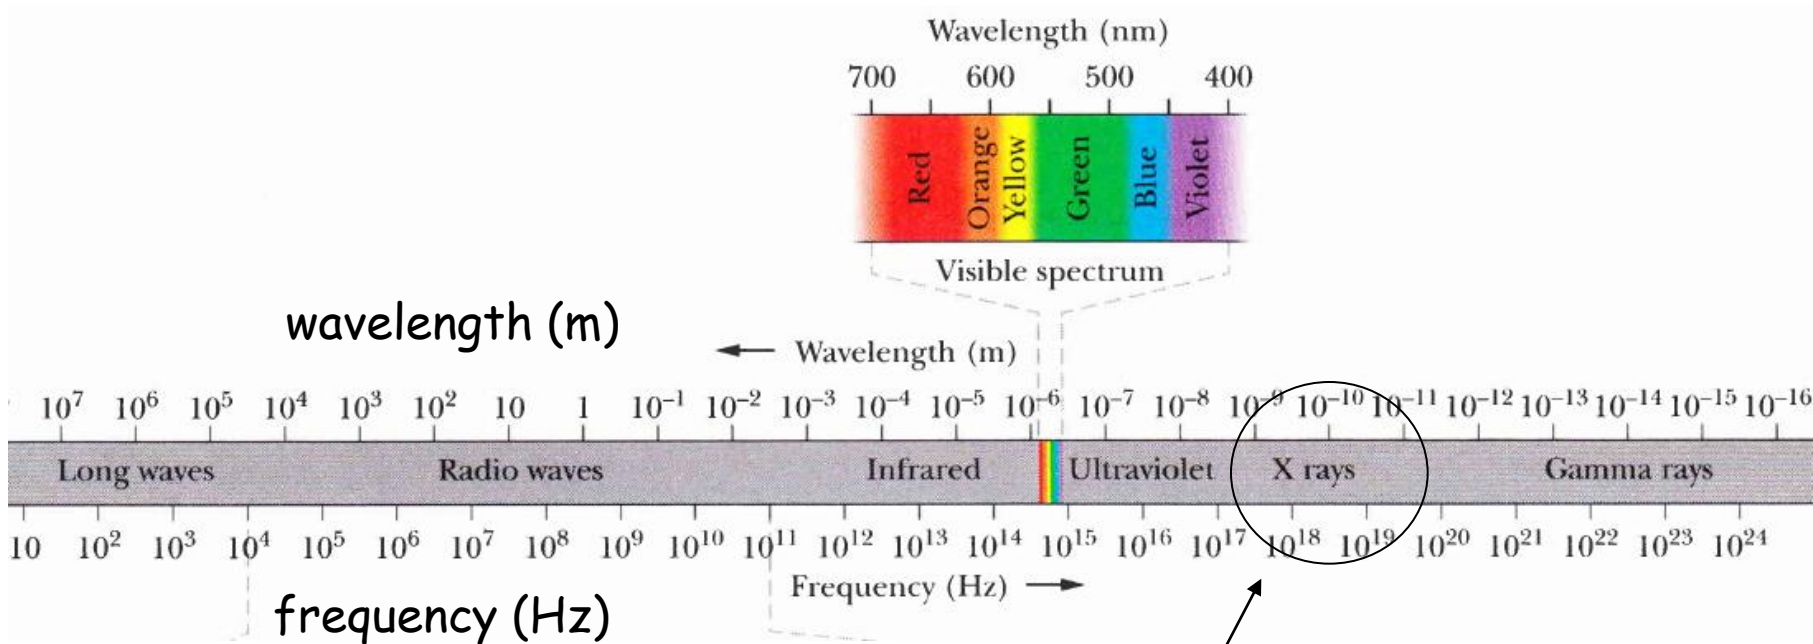 Wavelength (nm)
700 600 500 400
Red Orange Yellow Green Blue Violet
Visible spectrum
wavelength (m)
← Wavelength (m)
10⁷ 10⁶ 10⁵ 10⁴ 10³ 10² 10 1 10⁻¹ 10⁻² 10⁻³ 10⁻⁴ 10⁻⁵ 10⁻⁶ 10⁻⁷ 10⁻⁸ 10⁻⁹ 10⁻¹⁰ 10⁻¹¹ 10⁻¹² 10⁻¹³ 10⁻¹⁴ 10⁻¹⁵ 10⁻¹⁶
Long waves Radio waves Infrared Ultraviolet X rays Gamma rays
10 10² 10³ 10⁴ 10⁵ 10⁶ 10⁷ 10⁸ 10⁹ 10¹⁰ 10¹¹ 10¹² 10¹³ 10¹⁴ 10¹⁵ 10¹⁶ 10¹⁷ 10¹⁸ 10¹⁹ 10²⁰ 10²¹ 10²² 10²³ 10²⁴
Frequency (Hz) →
frequency (Hz)